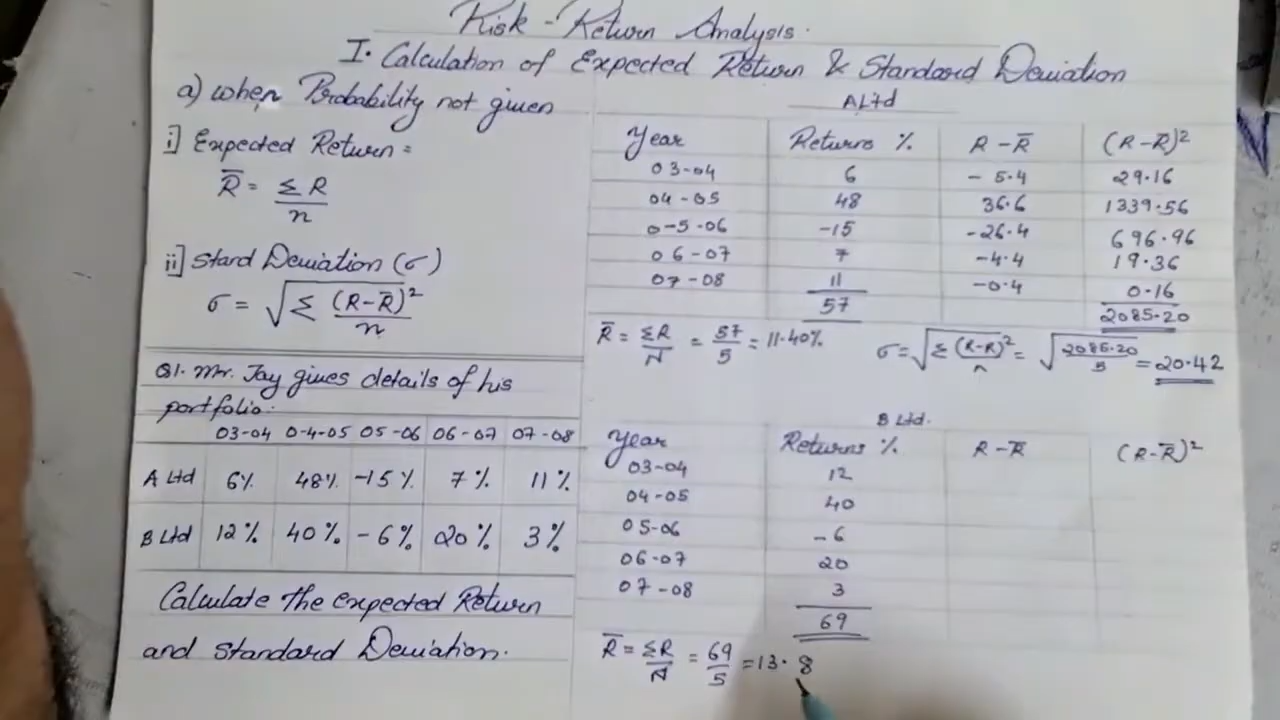 Risk - Return Analysis.
I. Calculation of Expected Return & Standard Deviation
a) when Probability not given
i] Expected Return =
R̅ = ΣR / n
ii] Stard Deviation (σ)
σ = √Σ (R-R̅)² / n
Q1. Mr. Jay gives details of his
portfolio.
03-04 0-4-05 05-06 06-07 07-08
A Ltd 6% 48% -15% 7% 11%
B Ltd 12% 40% -6% 20% 3%
Calculate the Expected Return
and Standard Deviation.
A Ltd
Year Returns % R-R̅ (R-R̅)²
03-04 6 -5.4 29.16
04-05 48 36.6 1339.56
0-5-06 -15 -26.4 696.96
06-07 7 -4.4 19.36
07-08 11 -0.4 0.16
57 2085.20
R̅ = ΣR / N = 57 / 5 = 11.40% σ = √Σ (R-R̅)² / n = √2085.20 / 5 = 20.42
B Ltd.
Year Returns % R-R̅ (R-R̅)²
03-04 12
04-05 40
05-06 -6
06-07 20
07-08 3
69
R̅ = ΣR / N = 69 / 5 = 13.8